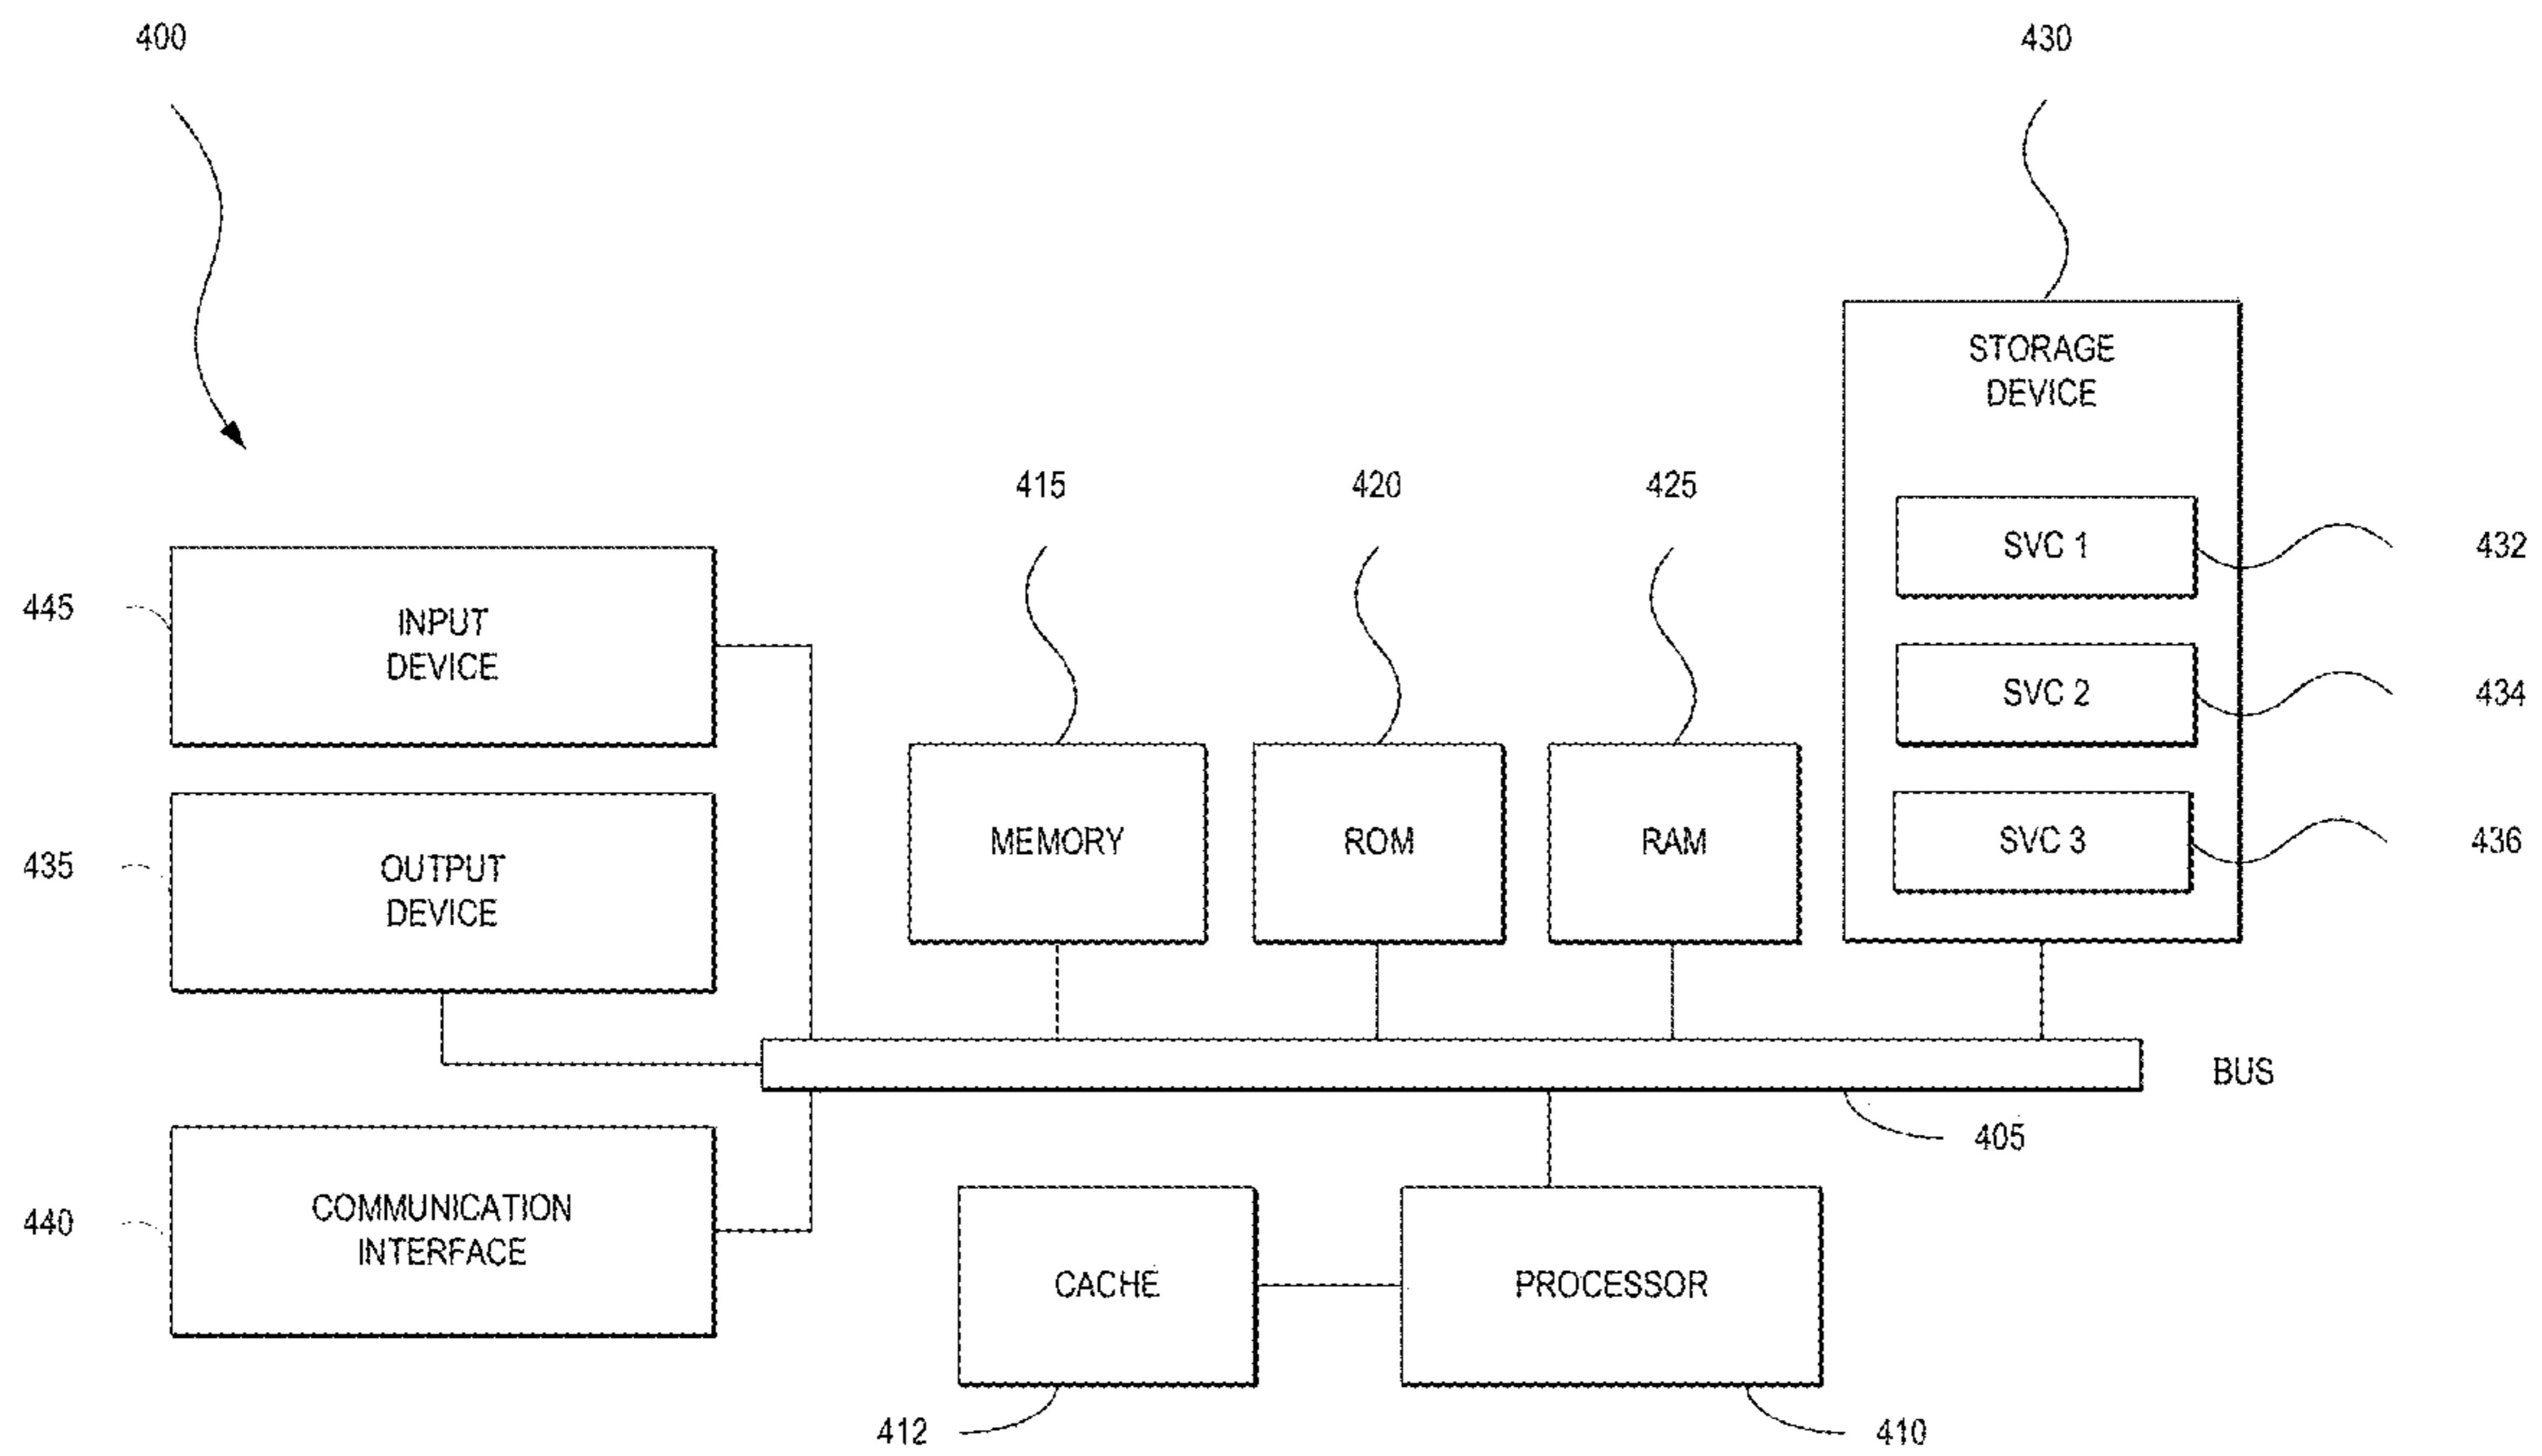 400
430
STORAGE
DEVICE
415
420
425
SVC 1
432
445
INPUT
DEVICE
SVC 2
434
MEMORY
ROM
RAM
SVC 3
436
435
OUTPUT
DEVICE
BUS
405
440
COMMUNICATION
INTERFACE
CACHE
PROCESSOR
412
410